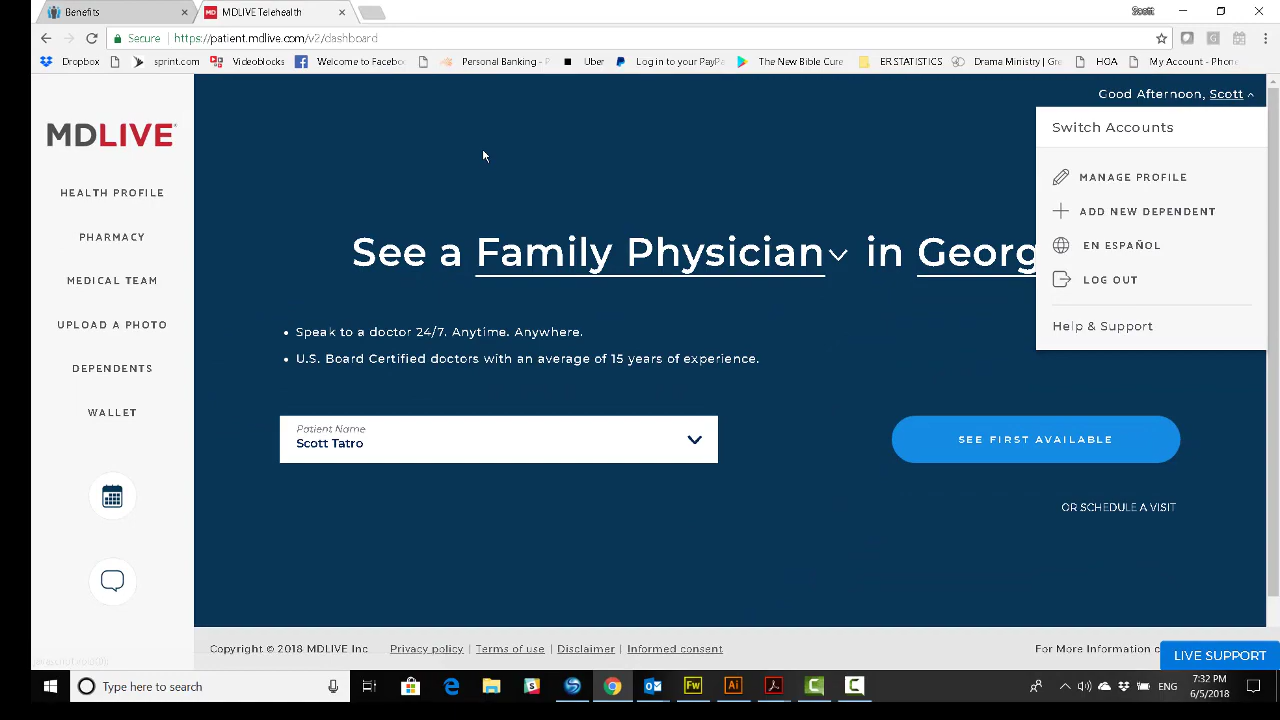 Benefits
MDLIVE Telehealth
Scott
Secure
https://patient.mdlive.com/v2/dashboard
Dropbox
sprint.com
Videoblocks
Welcome to Facebo
Personal Banking - P
Uber
Log in to your PayP
The New Bible Cure
ER.STATISTICS
Drama Ministry | Gr
HOA
My Account - Phon
Good Afternoon, Scott
MDLIVE
Switch Accounts
MANAGE PROFILE
ADD NEW DEPENDENT
EN ESPAÑOL
LOG OUT
Help & Support
HEALTH PROFILE
PHARMACY
MEDICAL TEAM
UPLOAD A PHOTO
DEPENDENTS
WALLET
See a Family Physician in Georg
• Speak to a doctor 24/7. Anytime. Anywhere.
• U.S. Board Certified doctors with an average of 15 years of experience.
Patient Name
Scott Tatro
SEE FIRST AVAILABLE
OR SCHEDULE A VISIT
Copyright © 2018 MDLIVE Inc
Privacy policy
Terms of use
Disclaimer
Informed consent
For More Information c
LIVE SUPPORT
Type here to search
ENG
7:32 PM
6/5/2018